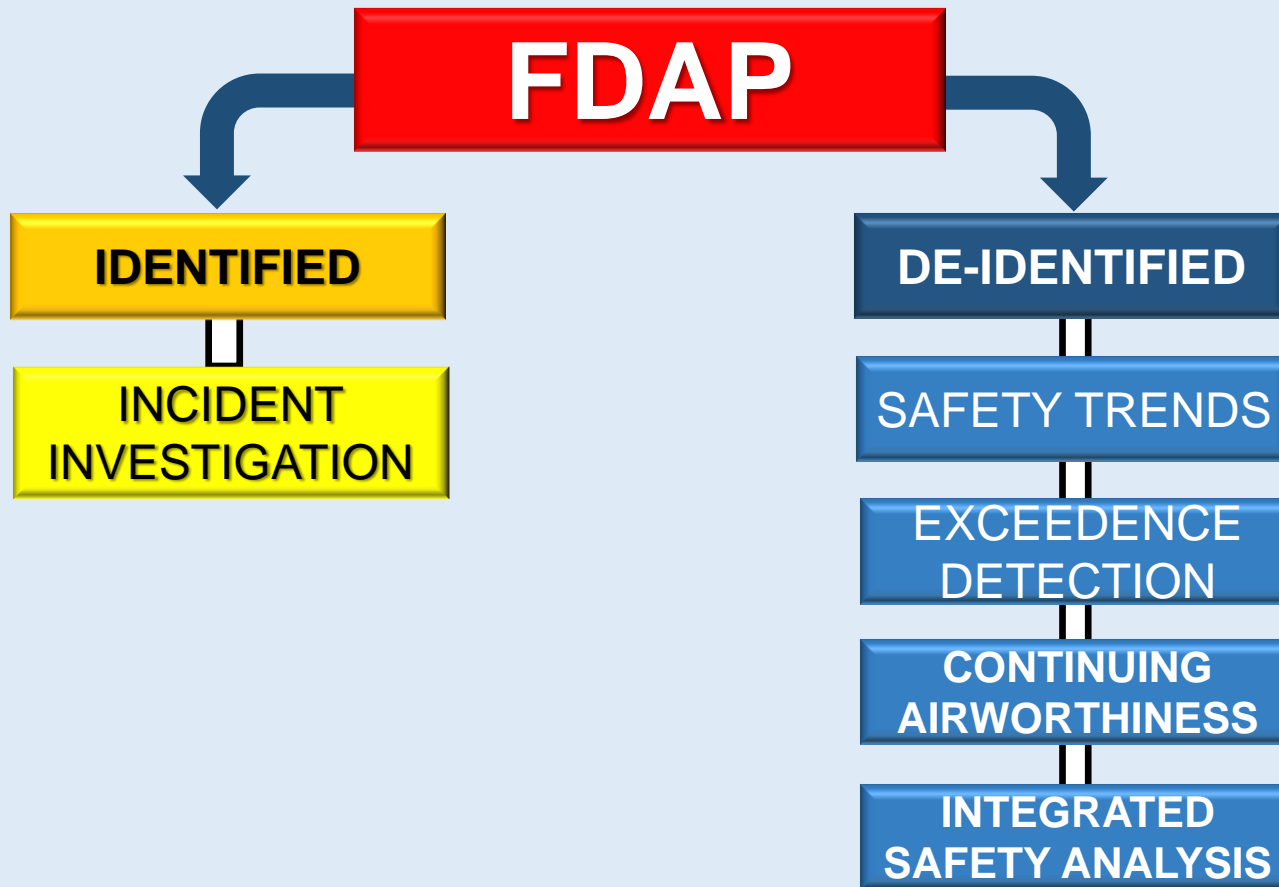 FDAP
IDENTIFIED
INCIDENT
INVESTIGATION
DE-IDENTIFIED
SAFETY TRENDS
EXCEEDENCE
DETECTION
CONTINUING
AIRWORTHINESS
INTEGRATED
SAFETY ANALYSIS